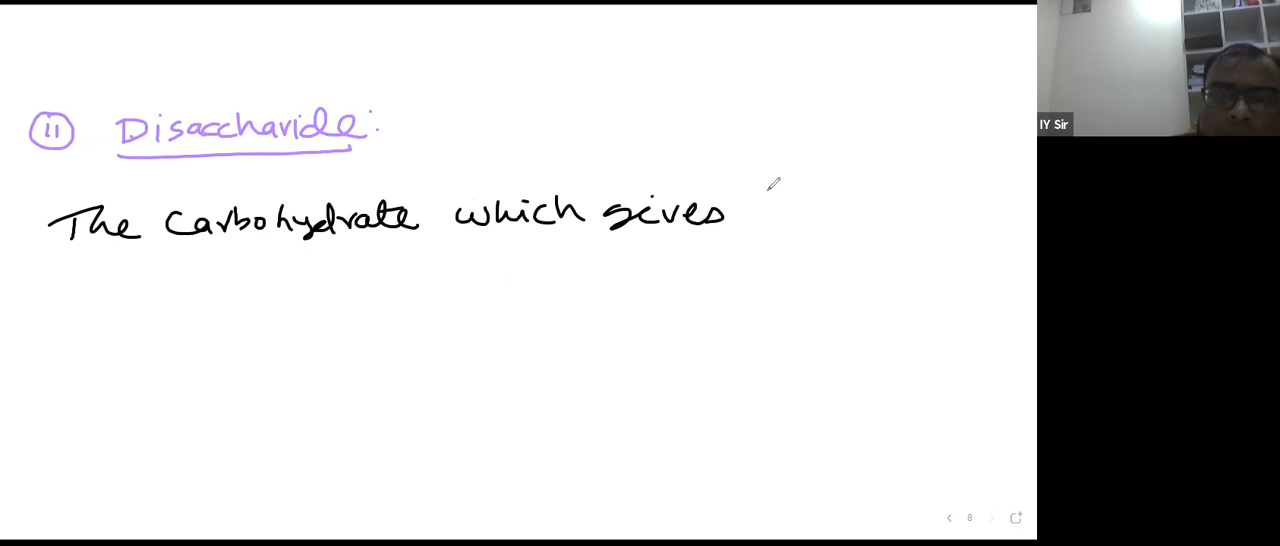 (ii) Disaccharide:
The Carbohydrate which gives
IY Sir
8